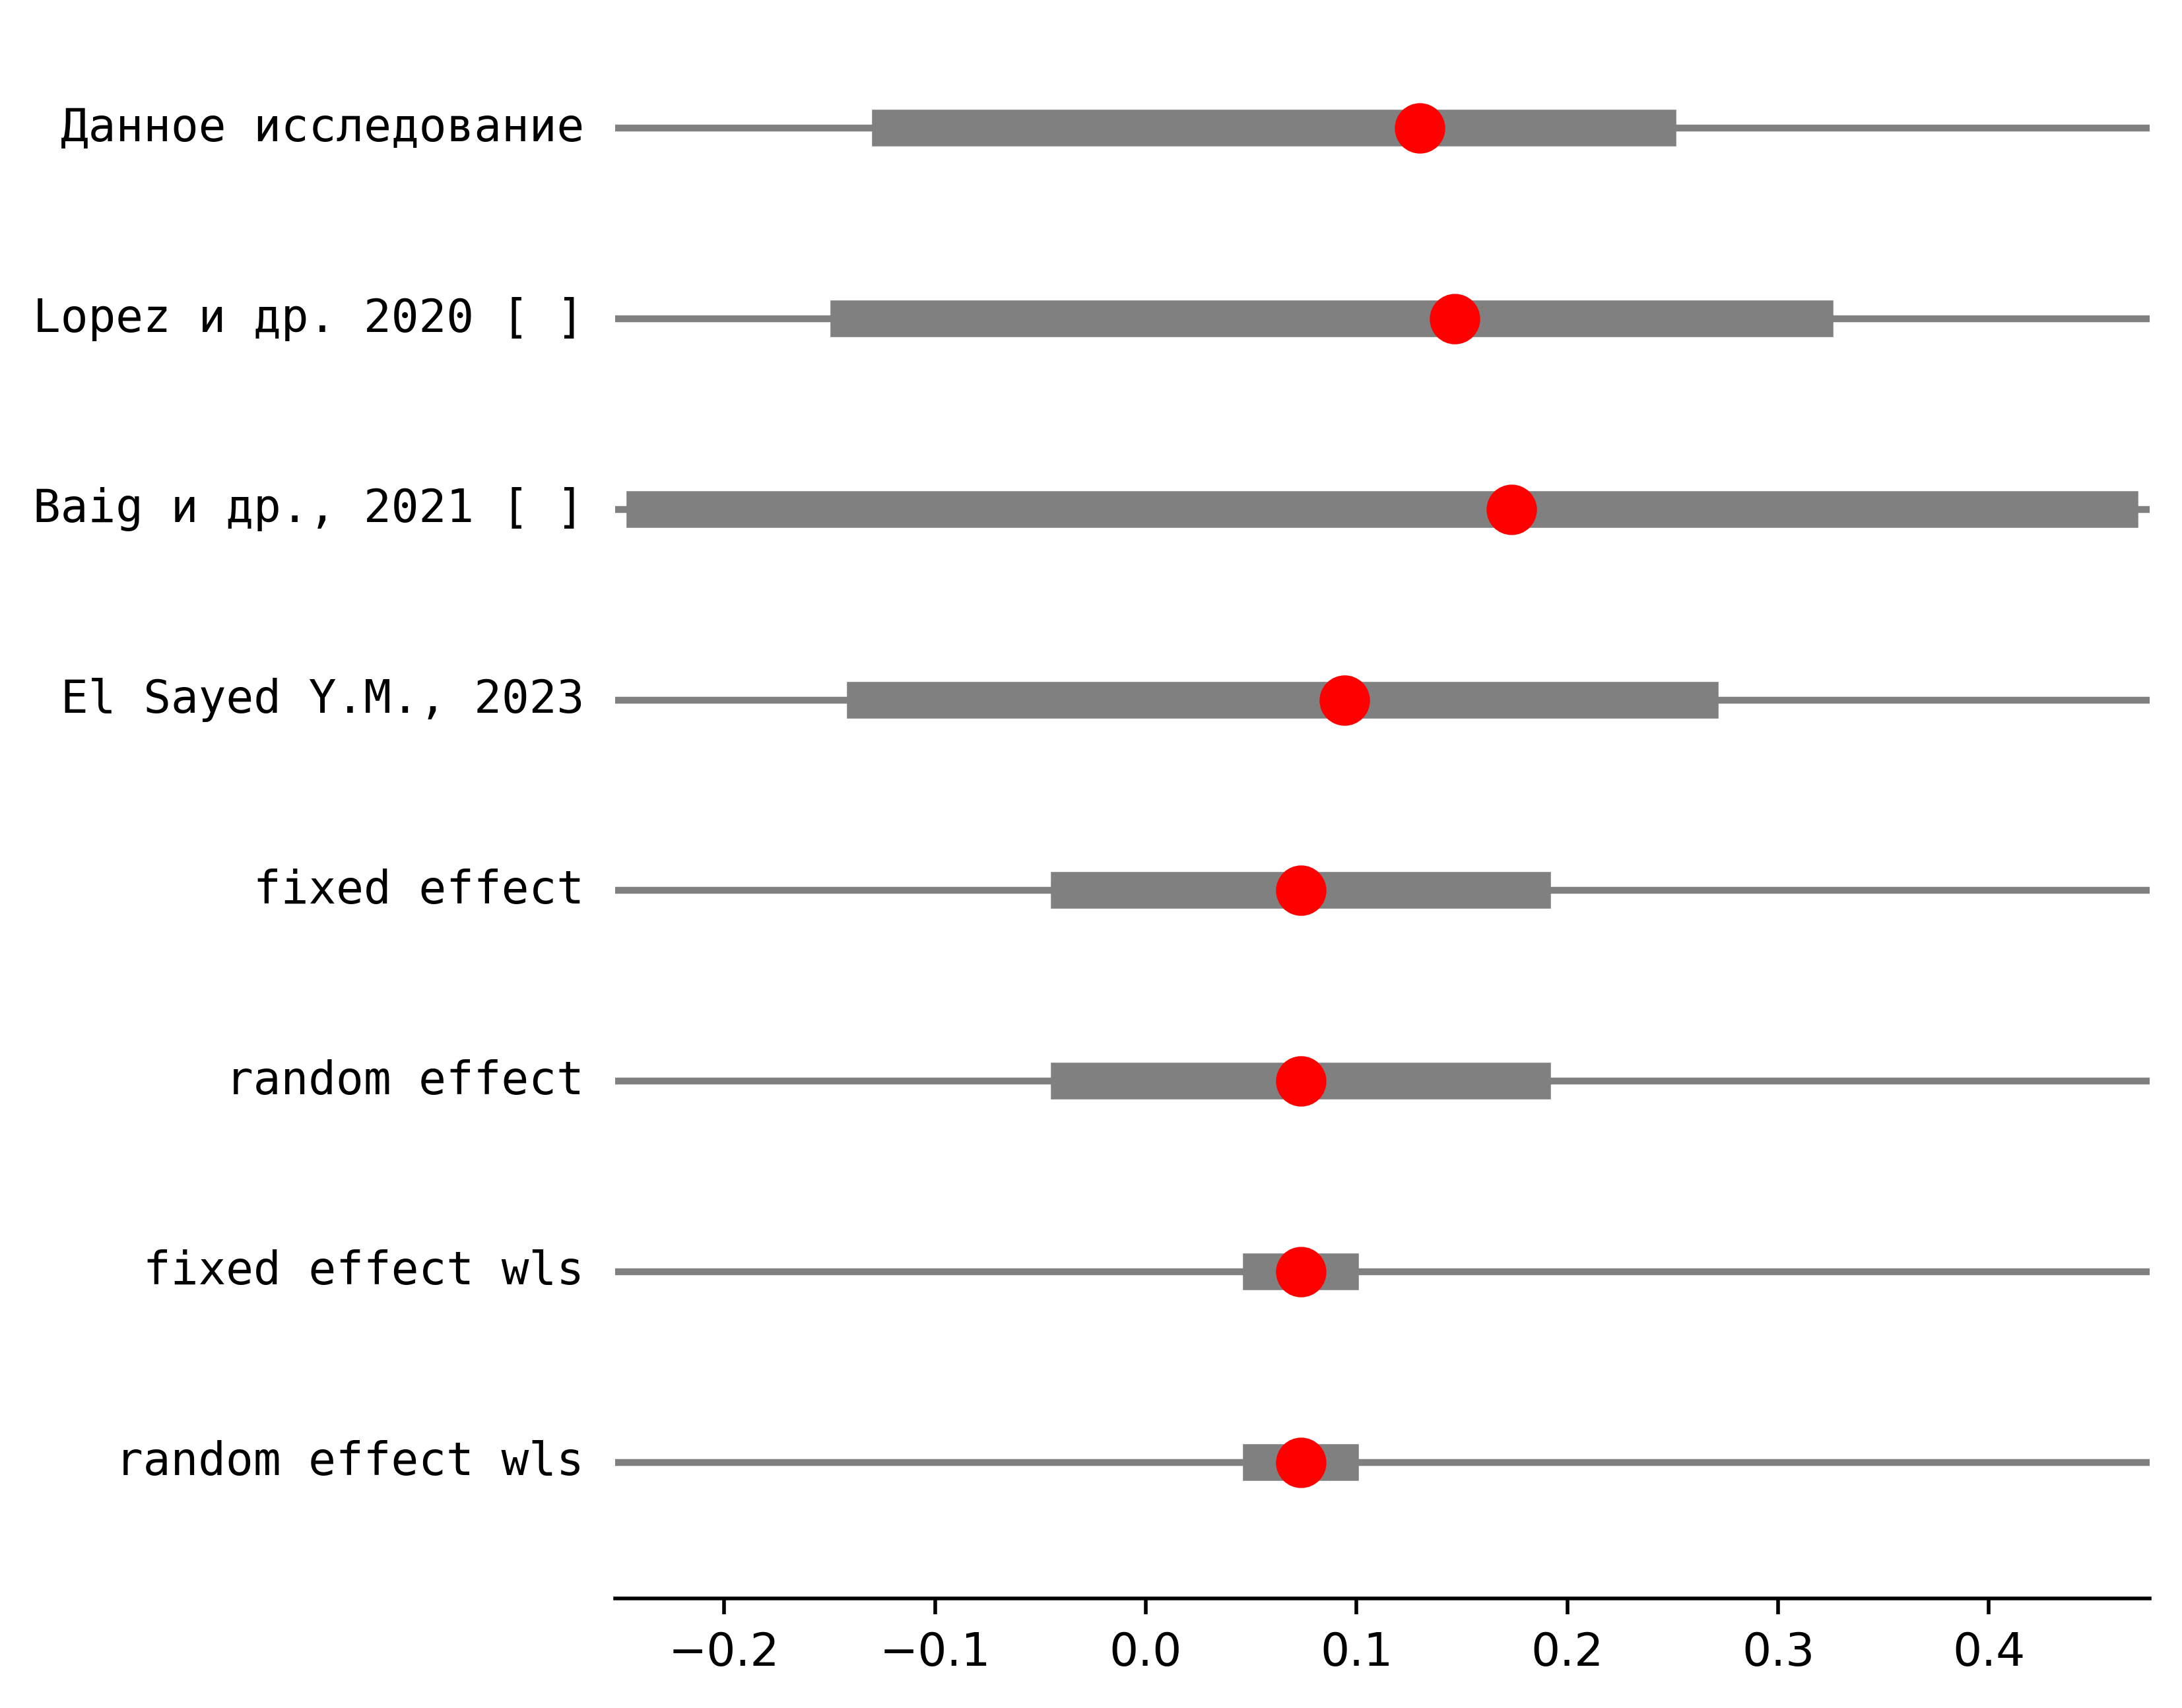 Данное исследование
Lopez и др. 2020 [ ]
Baig и др., 2021 [ ]
El Sayed Y.M., 2023
fixed effect
random effect
fixed effect wls
random effect wls
−0.2 −0.1 0.0 0.1 0.2 0.3 0.4